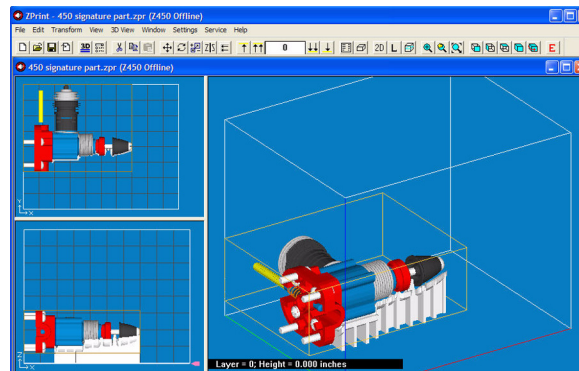 ZPrint - 450 signature part.zpr (Z450 Offline)
File Edit Transform View 3D View Window Settings Service Help
3D 0 2D L E
450 signature part.zpr (Z450 Offline)
Y
X
Z
X
Layer = 0; Height = 0.000 inches